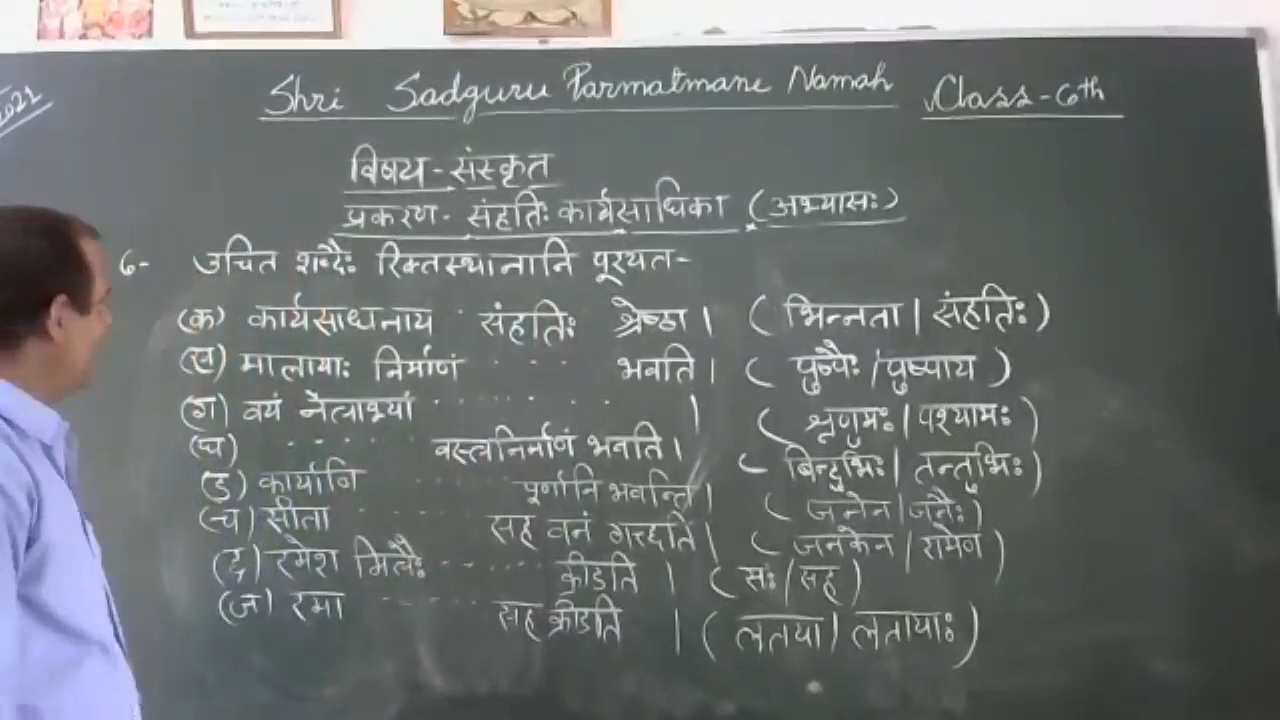 2021
Shri Sadguru Parmatmane Namah Class-6th
विषय-संस्कृत
प्रकरण- संहतिः कार्यसाधिका (अभ्यासः)
6- उचित शब्दैः रिक्तस्थानानि पूरयत-
(क) कार्यसाधनाय संहतिः श्रेष्ठा। (भिन्नता। संहतिः)
(ख) मालायाः निर्माणं ..... भवति। (पुष्पैः/पुष्पाय)
(ग) वयं नेत्राभ्यां ........ । (श्रृणुमः/पश्यामः)
(घ) ...... वस्त्रनिर्माणं भवति। (बिन्दुभिः/तन्तुभिः)
(ड) कार्याणि ...... पूर्णानि भवन्ति। (जनेन/जनैः)
(च) सीता ...... सह वनं गच्छति। (जनकेन/रामेण)
(छ) रमेश मित्रैः ...... क्रीडति। (सः/सह)
(ज) रमा ...... सह क्रीडति। (लतया/लतायाः)